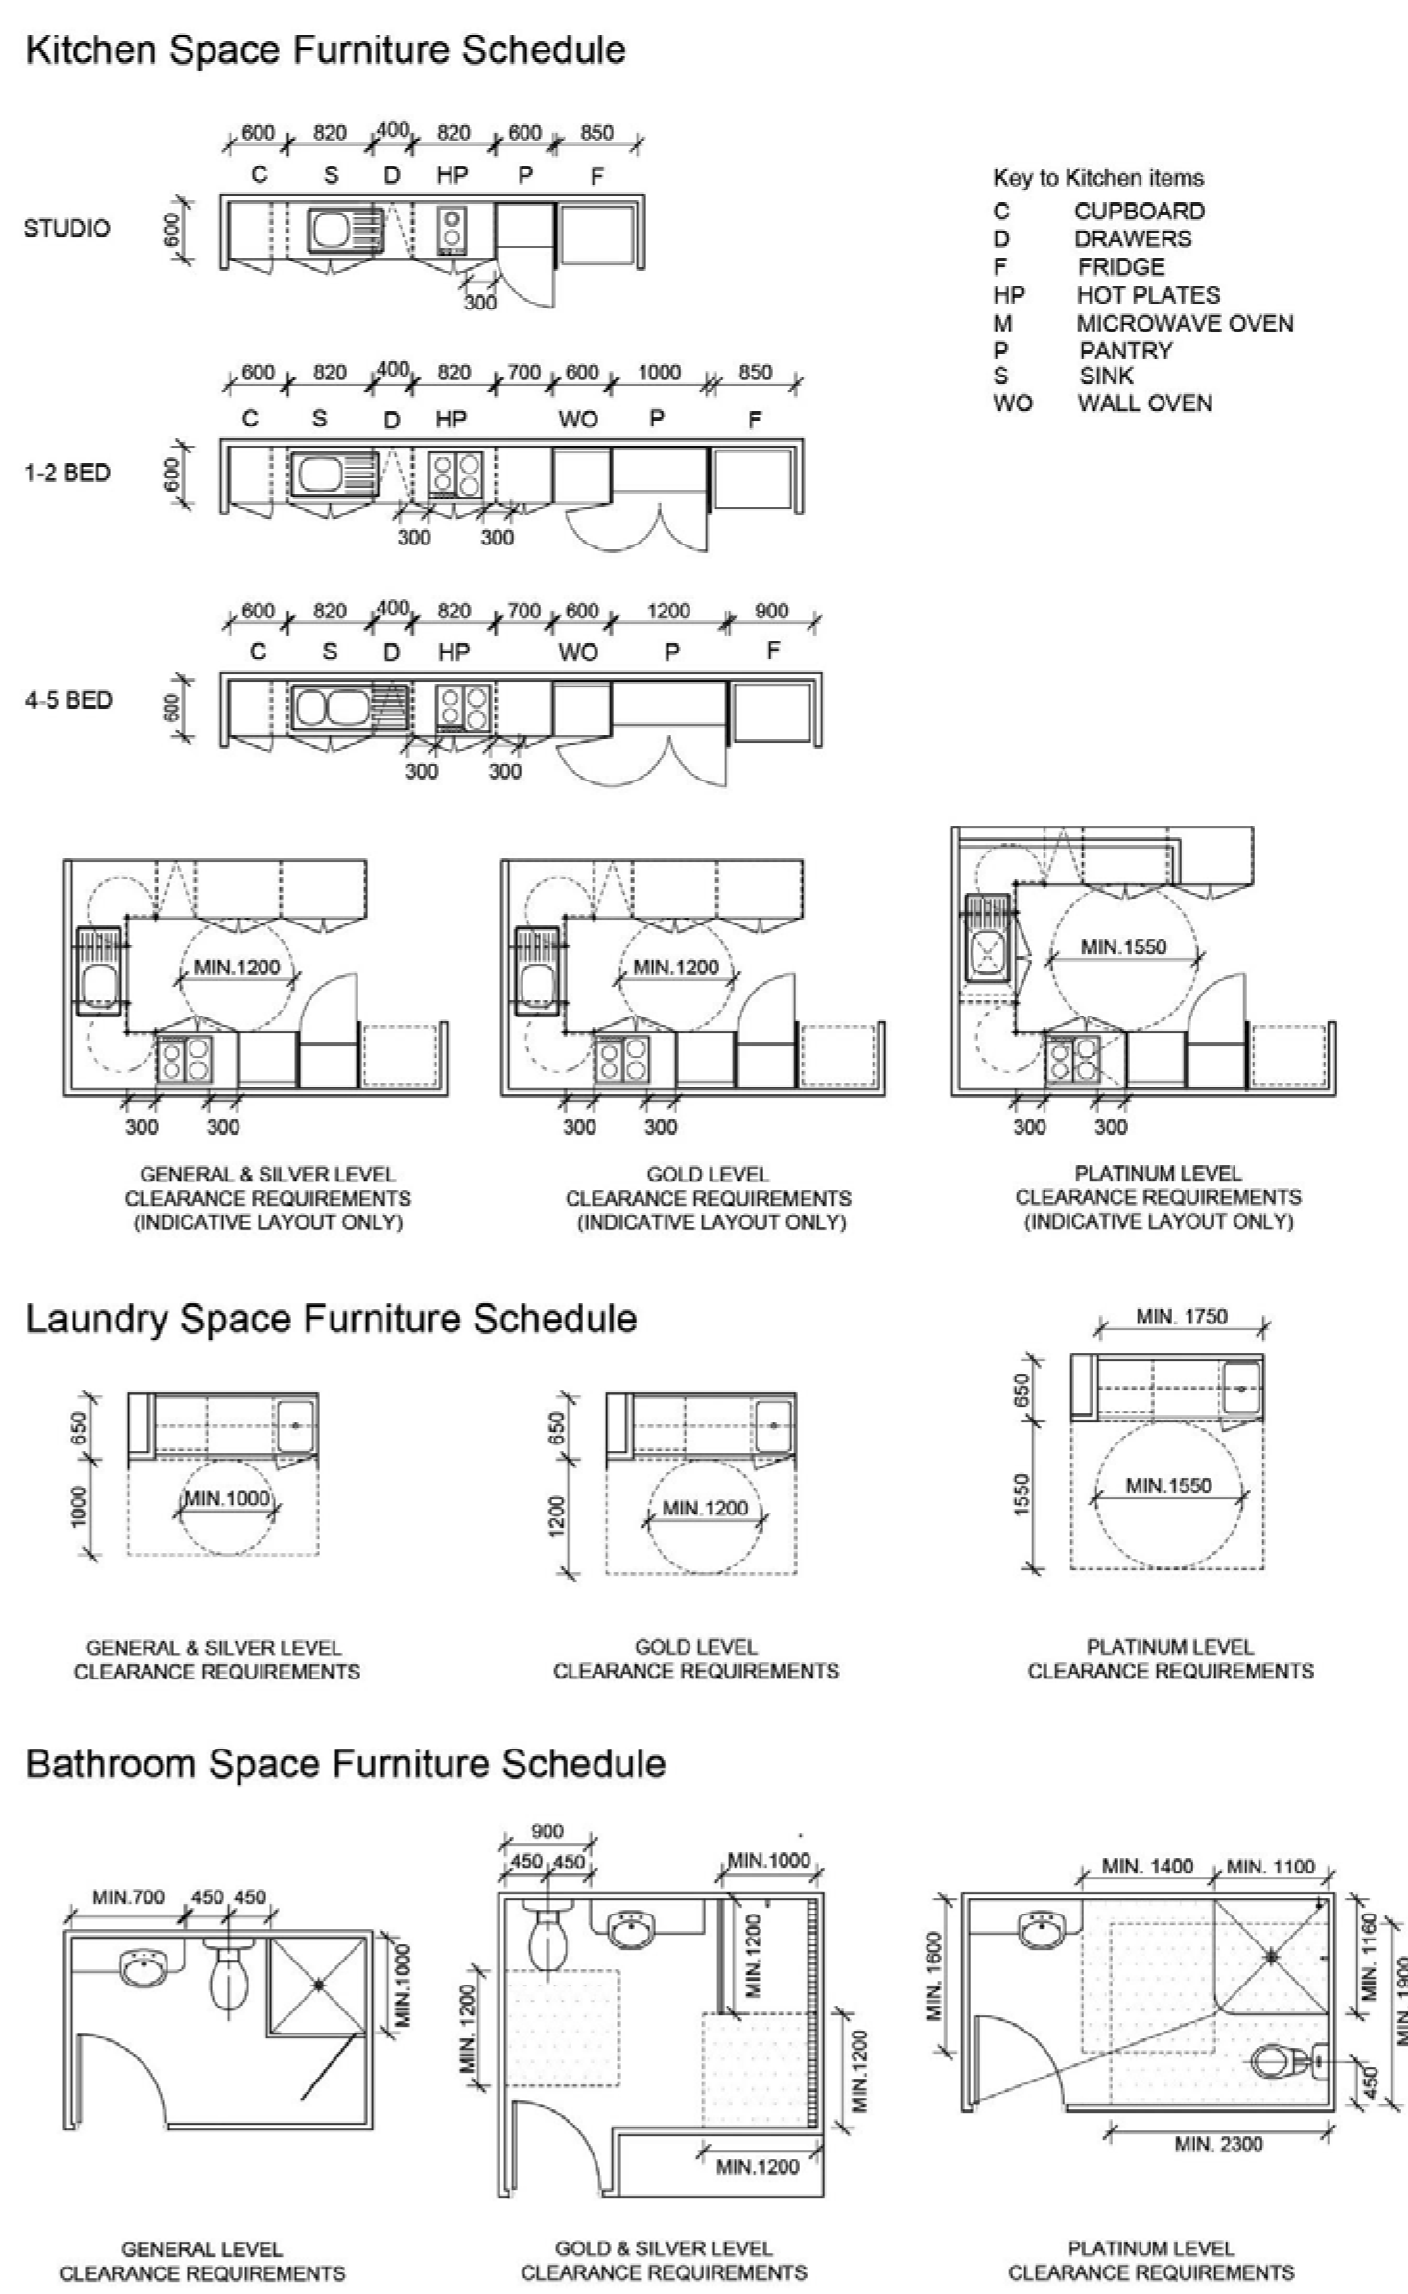 Kitchen Space Furniture Schedule
600 820 400 820 600 850
C S D HP P F
STUDIO
600
300
Key to Kitchen items
C CUPBOARD
D DRAWERS
F FRIDGE
HP HOT PLATES
M MICROWAVE OVEN
P PANTRY
S SINK
WO WALL OVEN
600 820 400 820 700 600 1000 850
C S D HP WO P F
1-2 BED
600
300 300
600 820 400 820 700 600 1200 900
C S D HP WO P F
4-5 BED
600
300 300
MIN.1200
300 300
GENERAL & SILVER LEVEL
CLEARANCE REQUIREMENTS
(INDICATIVE LAYOUT ONLY)
MIN.1200
300 300
GOLD LEVEL
CLEARANCE REQUIREMENTS
(INDICATIVE LAYOUT ONLY)
MIN.1550
300 300
PLATINUM LEVEL
CLEARANCE REQUIREMENTS
(INDICATIVE LAYOUT ONLY)
Laundry Space Furniture Schedule
650
1000
MIN.1000
GENERAL & SILVER LEVEL
CLEARANCE REQUIREMENTS
650
1200
MIN.1200
GOLD LEVEL
CLEARANCE REQUIREMENTS
MIN. 1750
650
1550
MIN.1550
PLATINUM LEVEL
CLEARANCE REQUIREMENTS
Bathroom Space Furniture Schedule
MIN.700 450 450
MIN.1000
GENERAL LEVEL
CLEARANCE REQUIREMENTS
900
450 450
MIN.1000
MIN.1200
MIN. 1200
MIN.1200
MIN.1200
GOLD & SILVER LEVEL
CLEARANCE REQUIREMENTS
MIN. 1400 MIN. 1100
MIN. 1600
MIN. 1160
MIN. 1900
450
MIN. 2300
PLATINUM LEVEL
CLEARANCE REQUIREMENTS